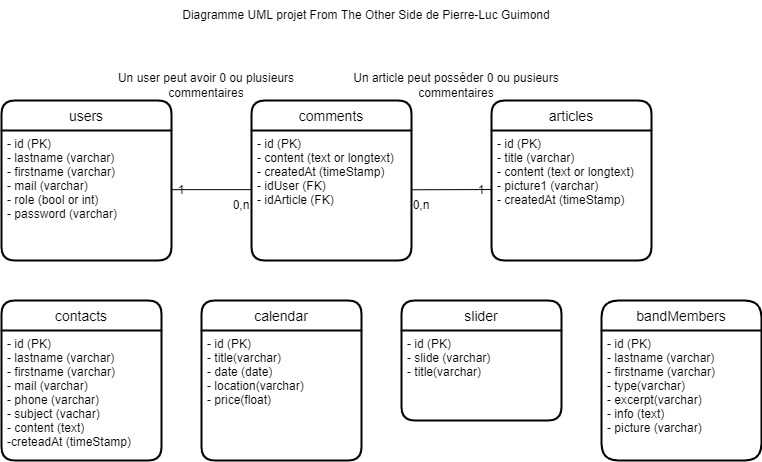 Diagramme UML projet From The Other Side de Pierre-Luc Guimond
Un user peut avoir 0 ou plusieurs
commentaires
Un article peut posséder 0 ou pusieurs
commentaires
users
- id (PK)
- lastname (varchar)
- firstname (varchar)
- mail (varchar)
- role (bool or int)
- password (varchar)
1
0,n
comments
- id (PK)
- content (text or longtext)
- createdAt (timeStamp)
- idUser (FK)
- idArticle (FK)
0,n
1
articles
- id (PK)
- title (varchar)
- content (text or longtext)
- picture1 (varchar)
- createdAt (timeStamp)
contacts
- id (PK)
- lastname (varchar)
- firstname (varchar)
- mail (varchar)
- phone (varchar)
- subject (vachar)
- content (text)
-creteadAt (timeStamp)
calendar
- id (PK)
- title(varchar)
- date (date)
- location(varchar)
- price(float)
slider
- id (PK)
- slide (varchar)
- title(varchar)
bandMembers
- id (PK)
- lastname (varchar)
- firstname (varchar)
- type(varchar)
- excerpt(varchar)
- info (text)
- picture (varchar)